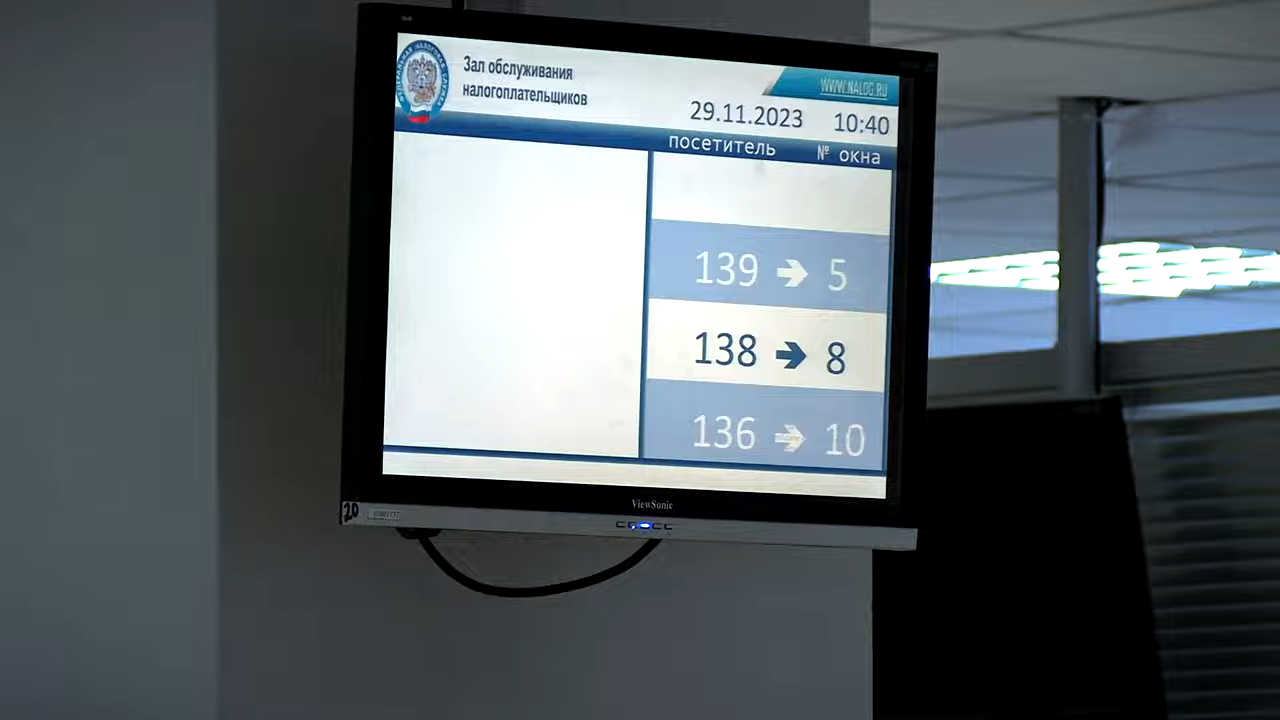 Зал обслуживания
налогоплательщиков
WWW.NALOG.RU
29.11.2023 10:40
посетитель № окна
139 → 5
138 → 8
136 → 10
ViewSonic
20